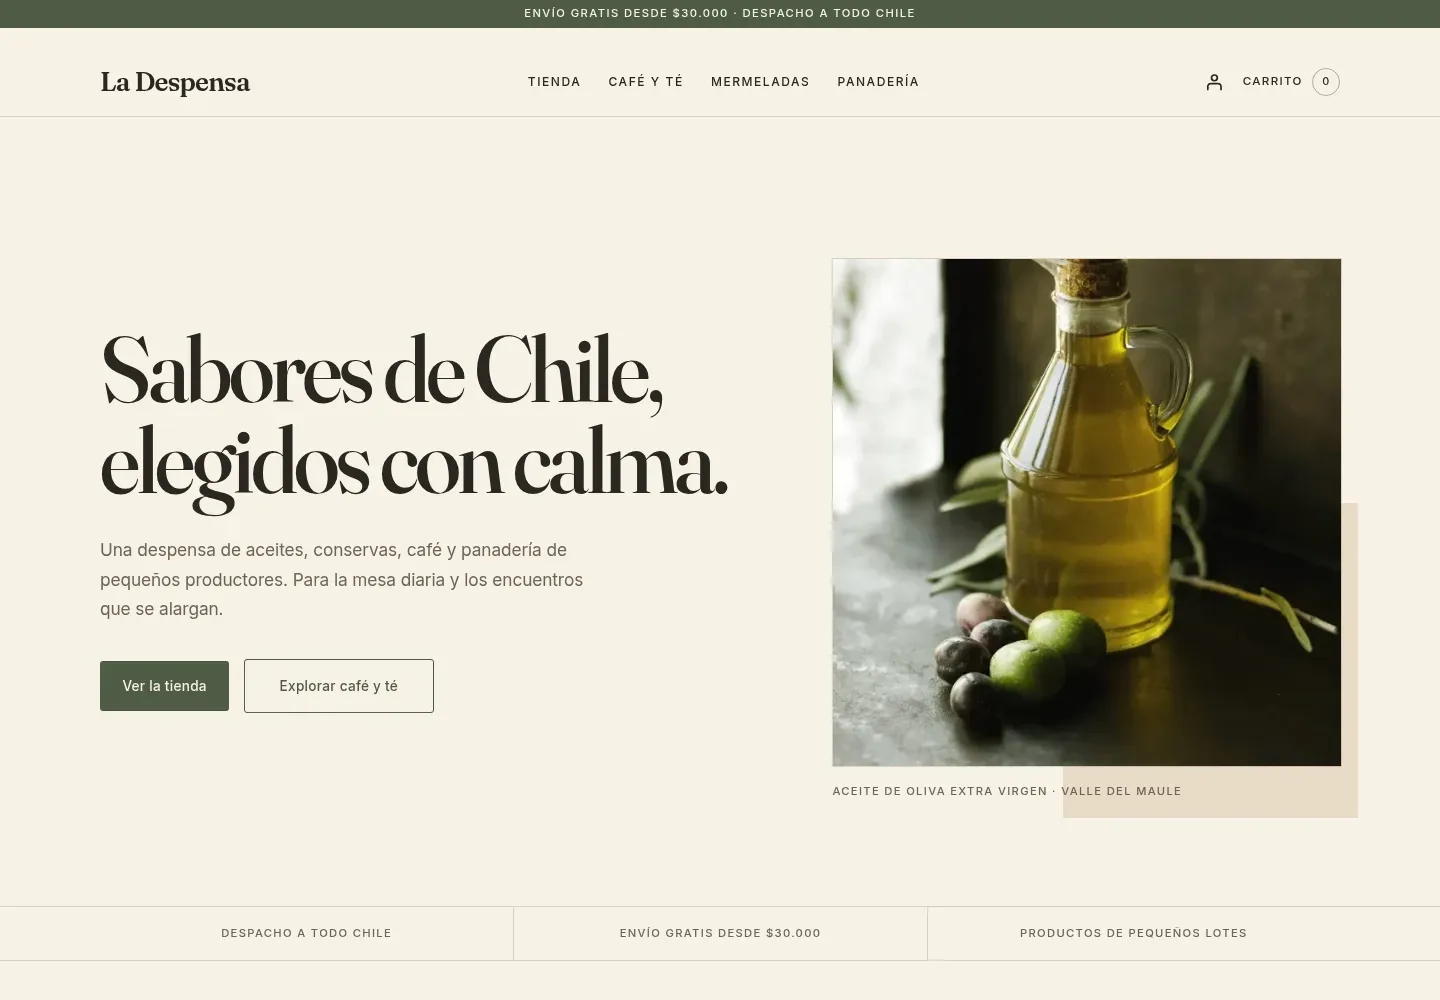 ENVÍO GRATIS DESDE $30.000 · DESPACHO A TODO CHILE
La Despensa
TIENDA
CAFÉ Y TÉ
MERMELADAS
PANADERÍA
CARRITO
0
Sabores de Chile,
elegidos con calma.
Una despensa de aceites, conservas, café y panadería de
pequeños productores. Para la mesa diaria y los encuentros
que se alargan.
Ver la tienda
Explorar café y té
ACEITE DE OLIVA EXTRA VIRGEN · VALLE DEL MAULE
DESPACHO A TODO CHILE
ENVÍO GRATIS DESDE $30.000
PRODUCTOS DE PEQUEÑOS LOTES